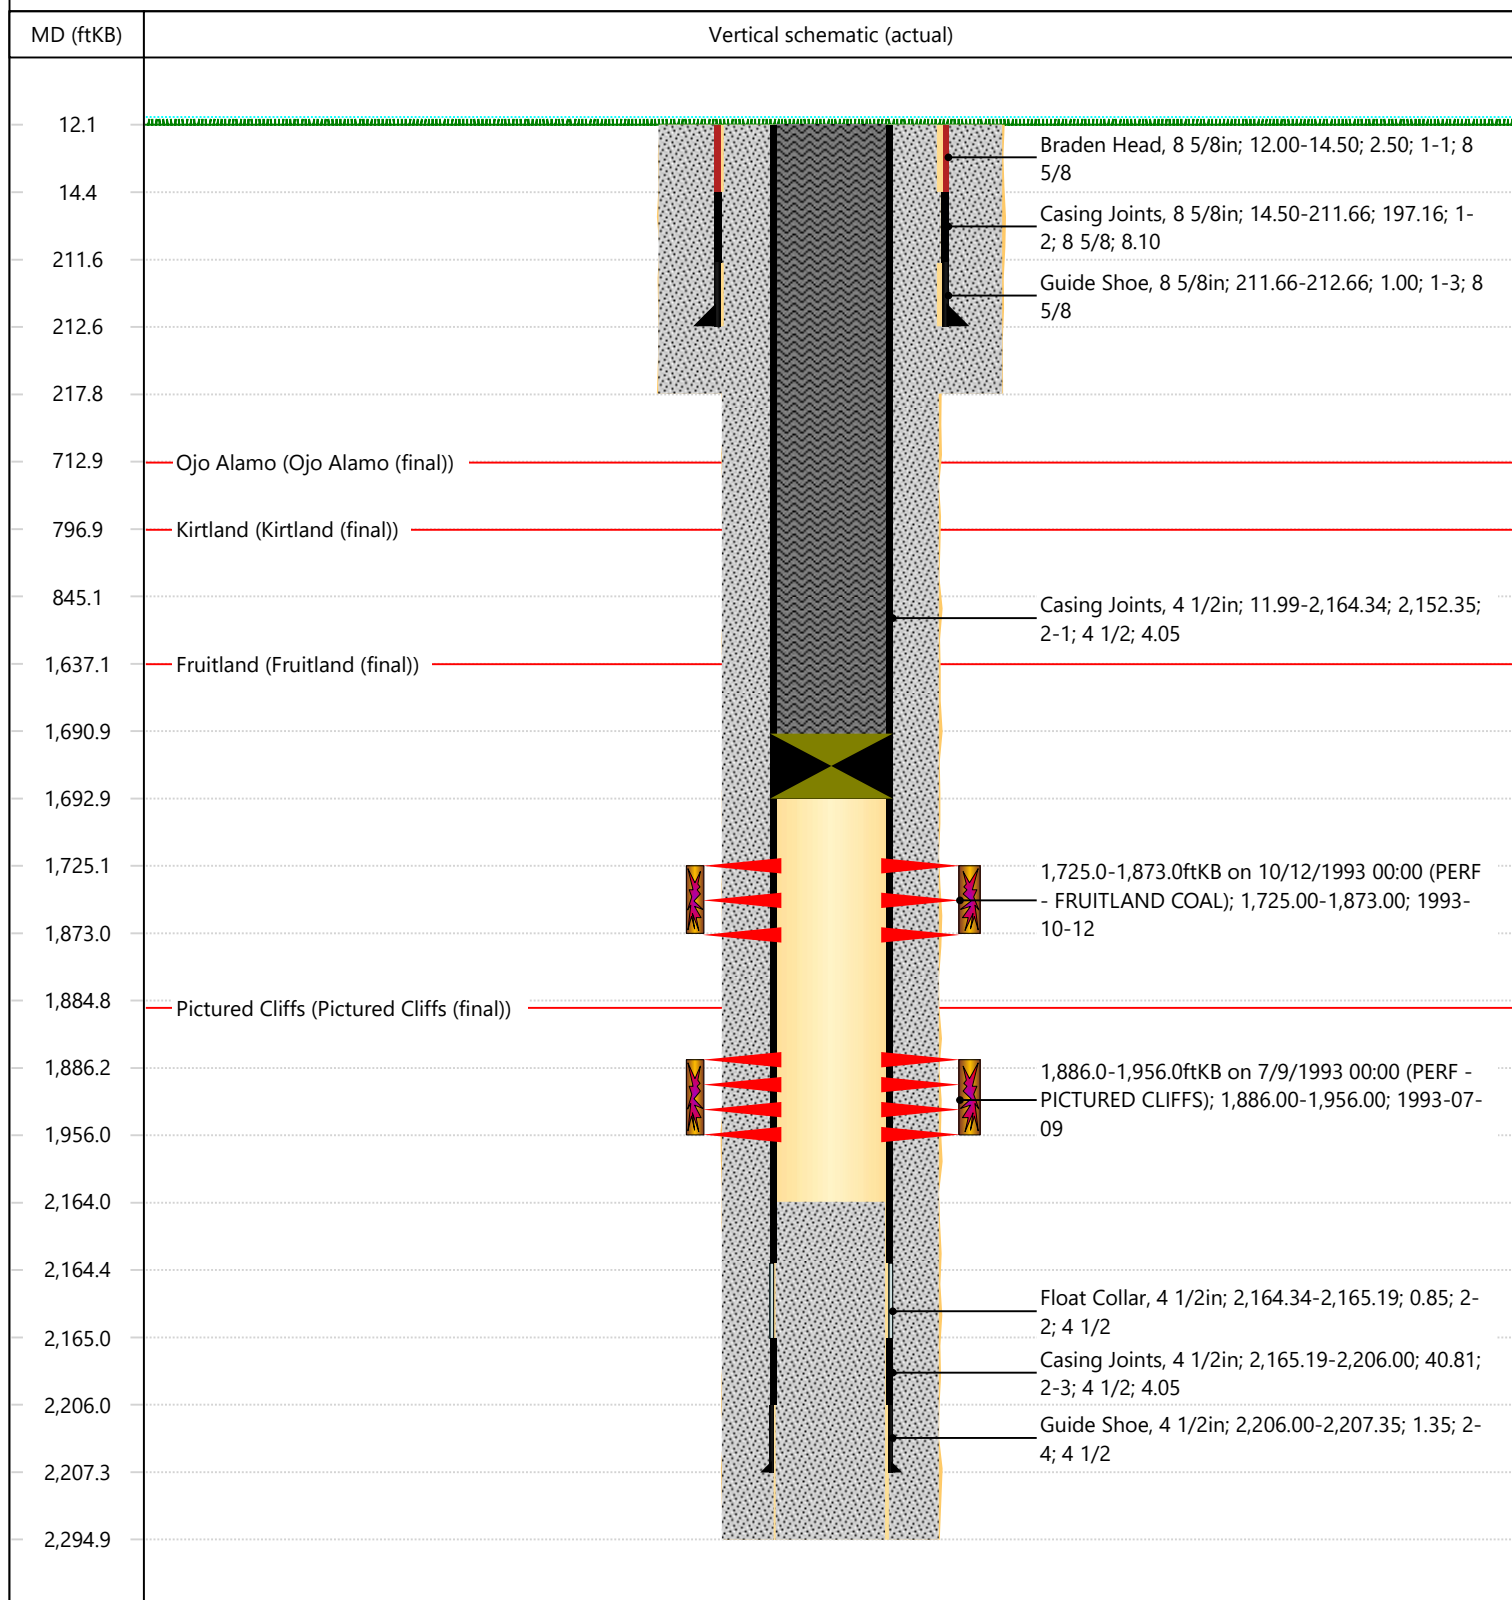 MD (ftKB)
Vertical schematic (actual)
12.1
Braden Head, 8 5/8in; 12.00-14.50; 2.50; 1-1; 8
5/8
14.4
Casing Joints, 8 5/8in; 14.50-211.66; 197.16; 1-
2; 8 5/8; 8.10
211.6
Guide Shoe, 8 5/8in; 211.66-212.66; 1.00; 1-3; 8
5/8
212.6
217.8
712.9
Ojo Alamo (Ojo Alamo (final))
796.9
Kirtland (Kirtland (final))
845.1
Casing Joints, 4 1/2in; 11.99-2,164.34; 2,152.35;
2-1; 4 1/2; 4.05
1,637.1
Fruitland (Fruitland (final))
1,690.9
1,692.9
1,725.1
1,725.0-1,873.0ftKB on 10/12/1993 00:00 (PERF
- FRUITLAND COAL); 1,725.00-1,873.00; 1993-
10-12
1,873.0
1,884.8
Pictured Cliffs (Pictured Cliffs (final))
1,886.2
1,886.0-1,956.0ftKB on 7/9/1993 00:00 (PERF -
PICTURED CLIFFS); 1,886.00-1,956.00; 1993-07-
09
1,956.0
2,164.0
2,164.4
Float Collar, 4 1/2in; 2,164.34-2,165.19; 0.85; 2-
2; 4 1/2
2,165.0
Casing Joints, 4 1/2in; 2,165.19-2,206.00; 40.81;
2-3; 4 1/2; 4.05
2,206.0
Guide Shoe, 4 1/2in; 2,206.00-2,207.35; 1.35; 2-
4; 4 1/2
2,207.3
2,294.9